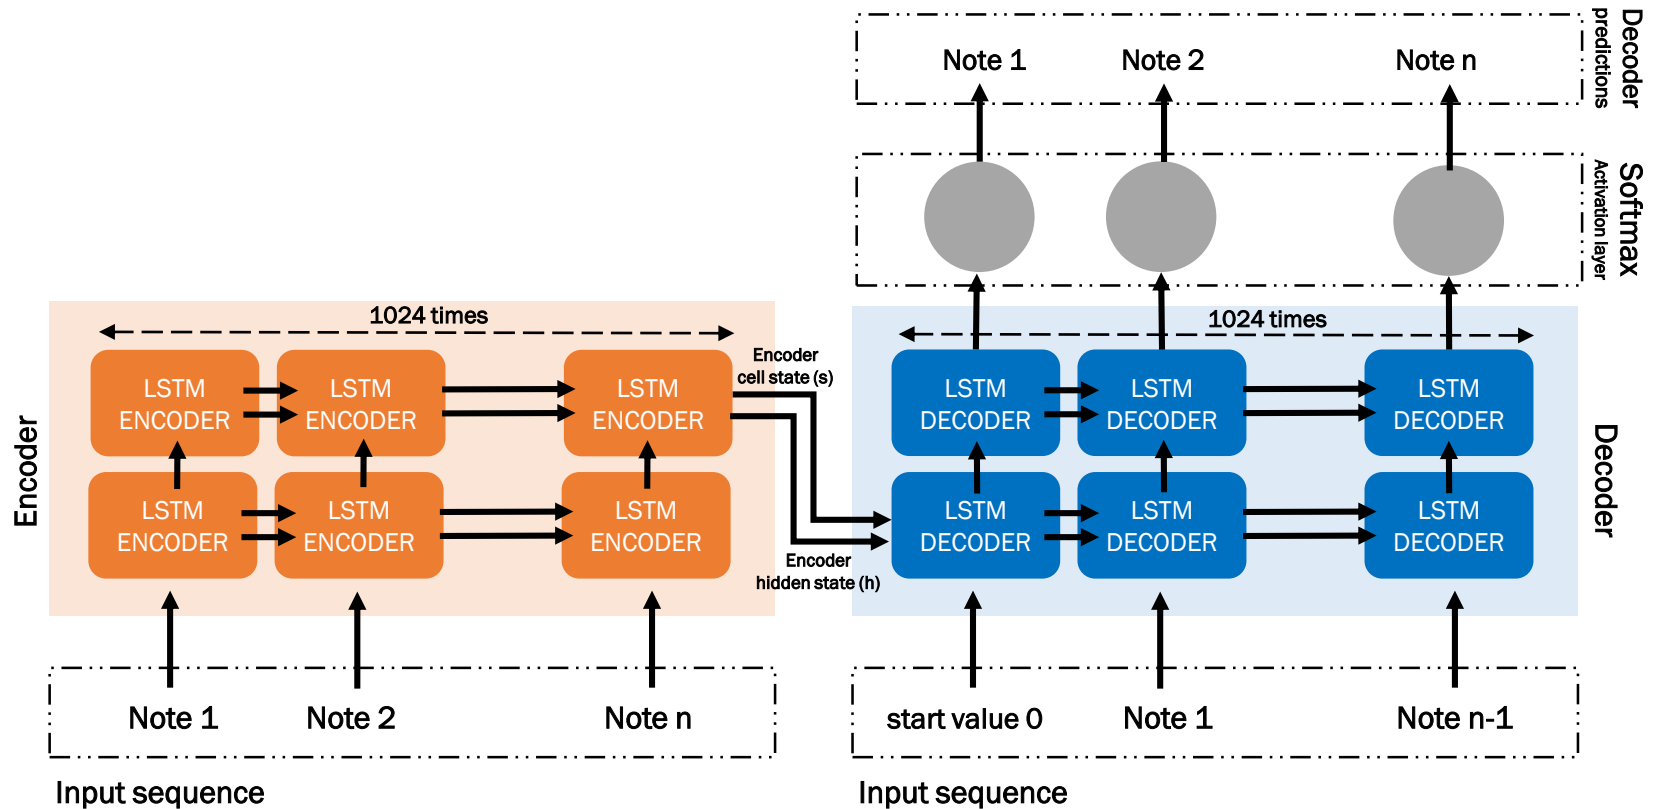 Note 1
Note 2
Note n
Decoder
predictions
Softmax
Activation layer
1024 times
LSTM
ENCODER
LSTM
ENCODER
LSTM
ENCODER
LSTM
ENCODER
LSTM
ENCODER
LSTM
ENCODER
Encoder
Encoder
cell state (s)
Encoder
hidden state (h)
1024 times
LSTM
DECODER
LSTM
DECODER
LSTM
DECODER
LSTM
DECODER
LSTM
DECODER
LSTM
DECODER
Decoder
Note 1
Note 2
Note n
Input sequence
start value 0
Note 1
Note n-1
Input sequence